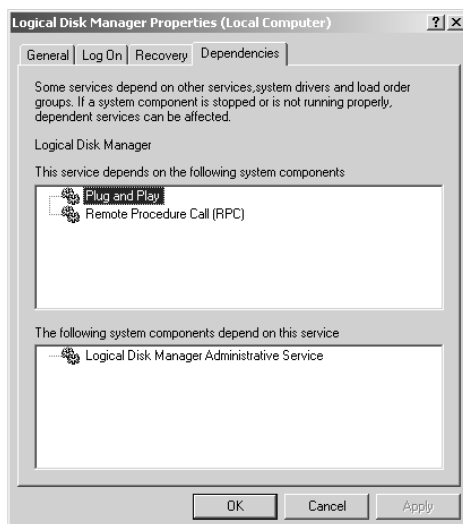 Logical Disk Manager Properties (Local Computer)
? X
General Log On Recovery Dependencies
Some services depend on other services,system drivers and load order
groups. If a system component is stopped or is not running properly,
dependent services can be affected.
Logical Disk Manager
This service depends on the following system components
Plug and Play
Remote Procedure Call (RPC)
The following system components depend on this service
Logical Disk Manager Administrative Service
OK Cancel Apply